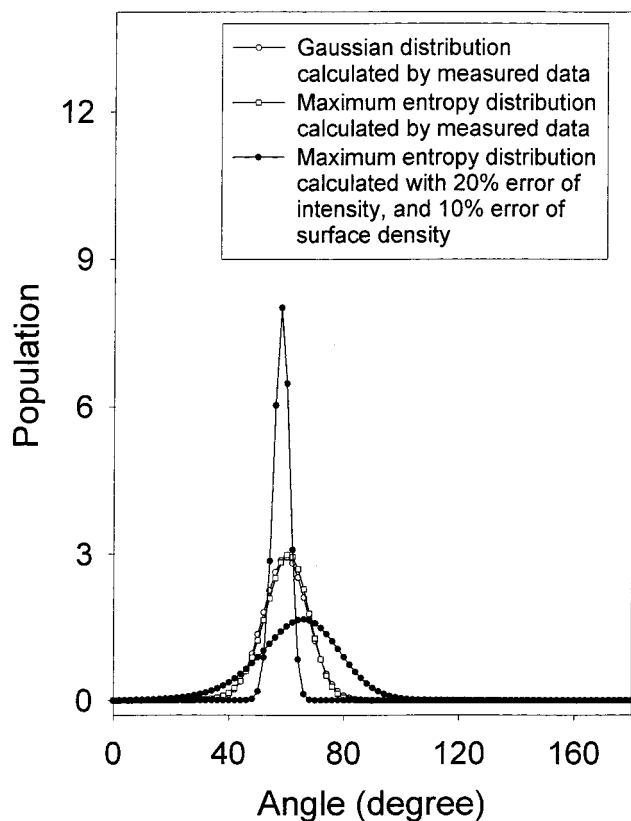 Gaussian distribution
calculated by measured data
Maximum entropy distribution
calculated by measured data
Maximum entropy distribution
calculated with 20% error of
intensity, and 10% error of
surface density
12
9
6
3
0
Population
0 40 80 120 160
Angle (degree)